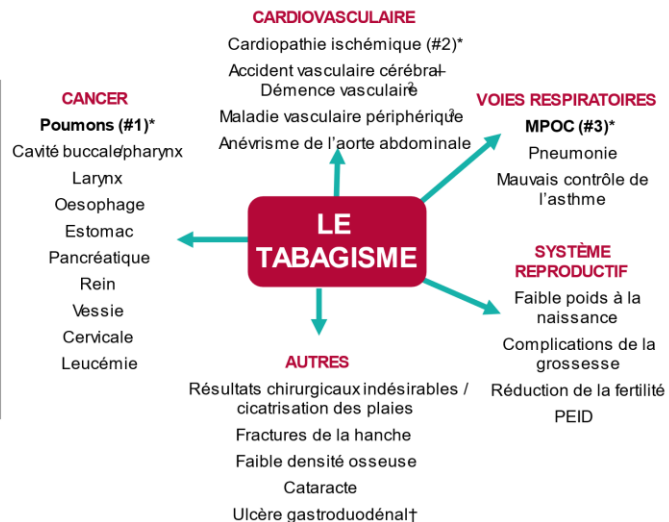 CARDIOVASCULAIRE
Cardiopathie ischémique (#2)*
Accident vasculaire cérébral–
Démence vasculaire2
Maladie vasculaire périphérique3
Anévrisme de l'aorte abdominale
CANCER
Poumons (#1)*
Cavité buccale/pharynx
Larynx
Oesophage
Estomac
Pancréatique
Rein
Vessie
Cervicale
Leucémie
LE
TABAGISME
VOIES RESPIRATOIRES
MPOC (#3)*
Pneumonie
Mauvais contrôle de
l'asthme
SYSTÈME
REPRODUCTIF
Faible poids à la
naissance
Complications de la
grossesse
Réduction de la fertilité
PEID
AUTRES
Résultats chirurgicaux indésirables /
cicatrisation des plaies
Fractures de la hanche
Faible densité osseuse
Cataracte
Ulcère gastroduodénal†